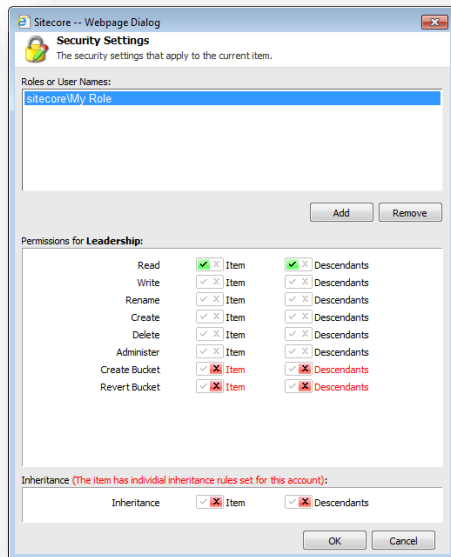 Sitecore -- Webpage Dialog
Security Settings
The security settings that apply to the current item.
Roles or User Names:
sitecore\My Role
Add Remove
Permissions for Leadership:
Read Item Descendants
Write Item Descendants
Rename Item Descendants
Create Item Descendants
Delete Item Descendants
Administer Item Descendants
Create Bucket Item Descendants
Revert Bucket Item Descendants
Inheritance (The item has individial inheritance rules set for this account):
Inheritance Item Descendants
OK Cancel